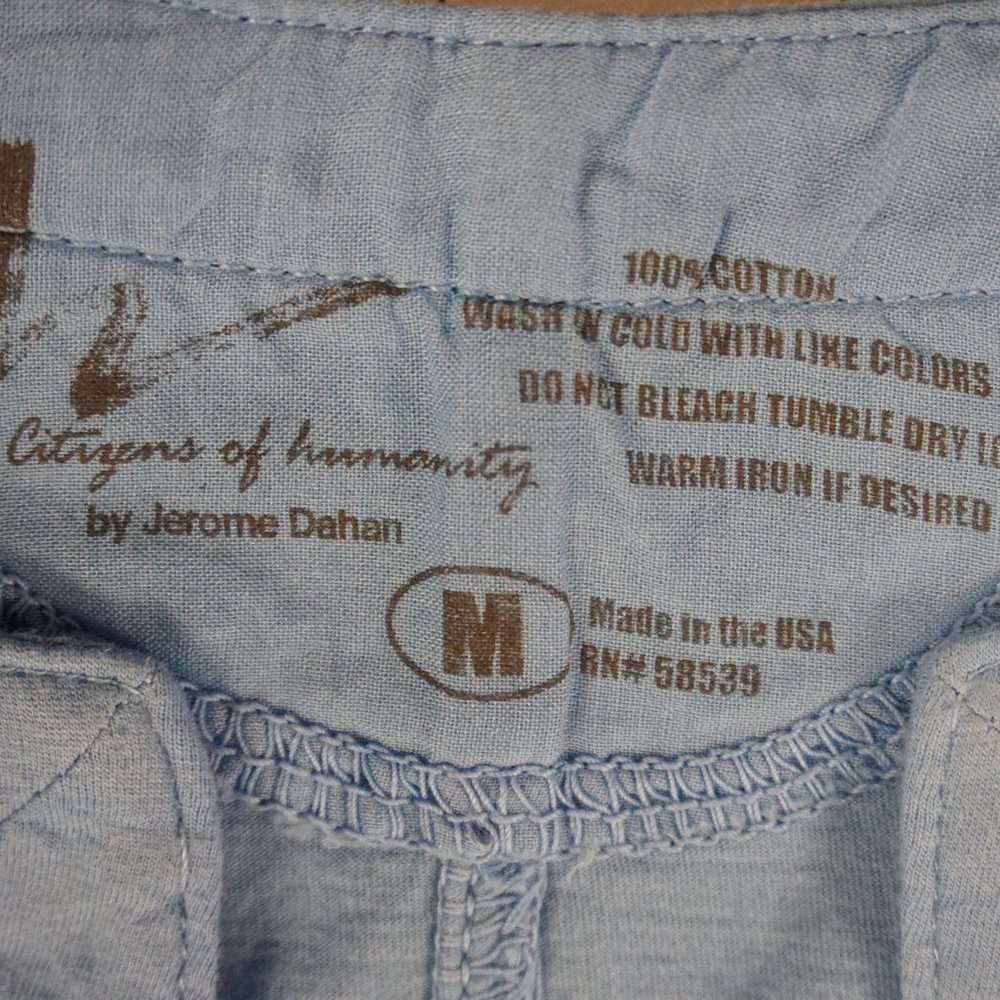 100% COTTON
WASH IN COLD WITH LIKE COLORS
DO NOT BLEACH TUMBLE DRY
WARM IRON IF DESIRED
Citizens of humanity
by Jerome Dahan
M
Made in the USA
RN# 58539